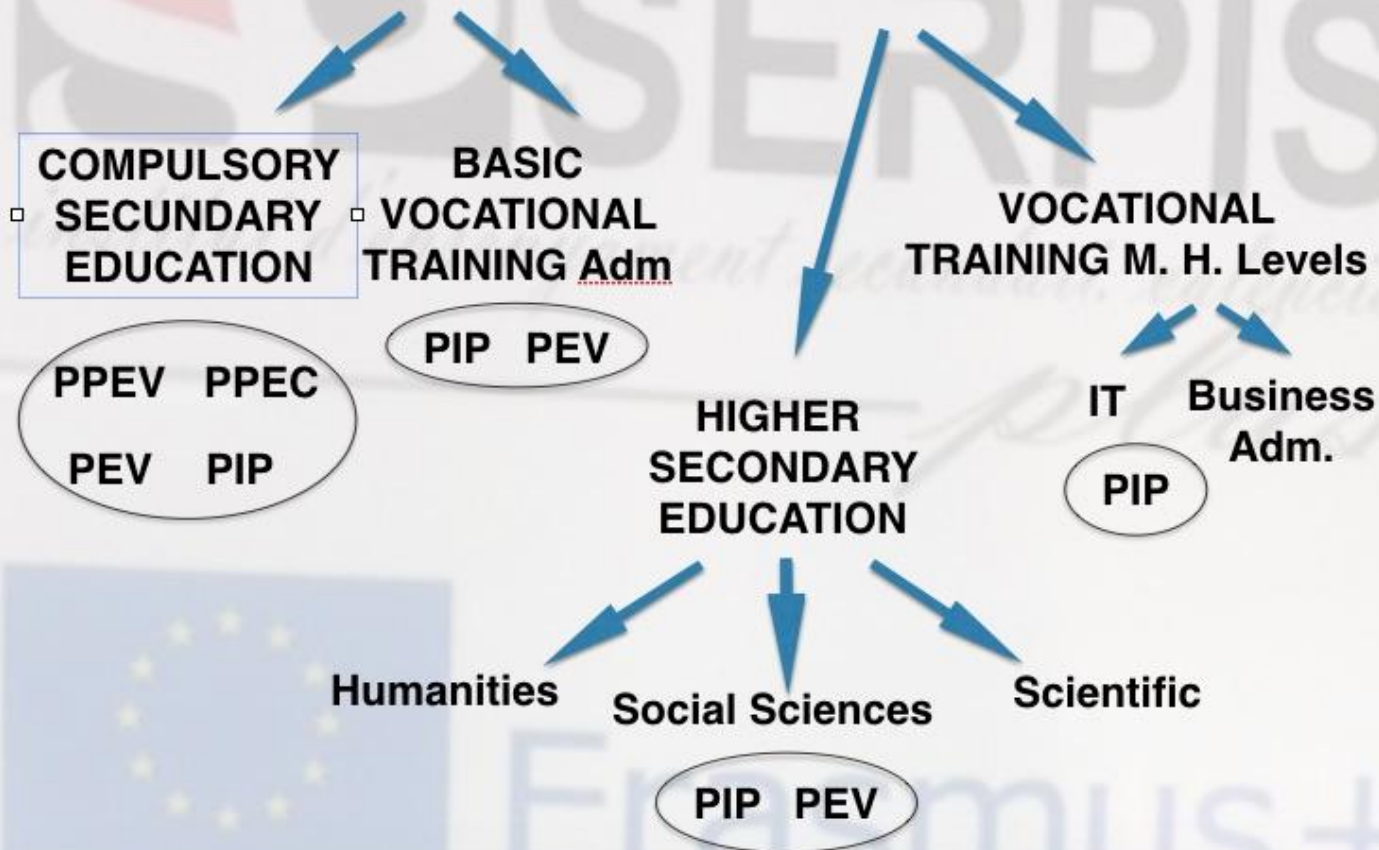 SERPIS
COMPULSORY
SECUNDARY
EDUCATION
BASIC
VOCATIONAL
TRAINING Adm
VOCATIONAL
TRAINING M. H. Levels
PPEV PPEC
PEV PIP
PIP PEV
HIGHER
SECONDARY
EDUCATION
IT
PIP
Business
Adm.
Humanities
Social Sciences
Scientific
PIP PEV
Erasmus+